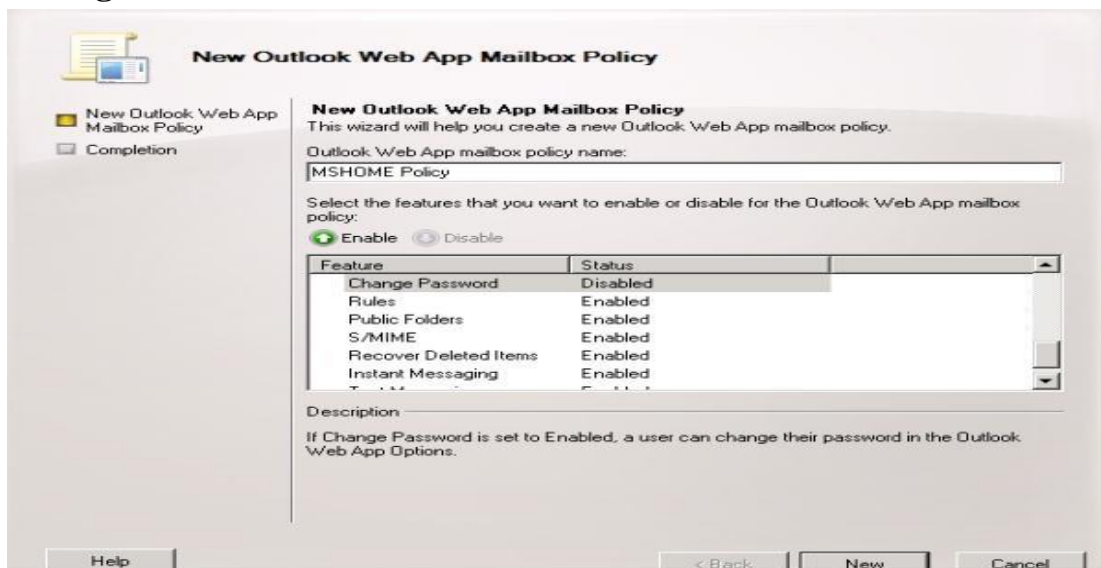 New Outlook Web App Mailbox Policy
New Outlook Web App
Mailbox Policy
Completion
New Outlook Web App Mailbox Policy
This wizard will help you create a new Outlook Web App mailbox policy.
Outlook Web App mailbox policy name:
MSHOME Policy
Select the features that you want to enable or disable for the Outlook Web App mailbox
policy:
Enable Disable
Feature Status
Change Password Disabled
Rules Enabled
Public Folders Enabled
S/MIME Enabled
Recover Deleted Items Enabled
Instant Messaging Enabled
Description
If Change Password is set to Enabled, a user can change their password in the Outlook
Web App Options.
Help < Back New Cancel